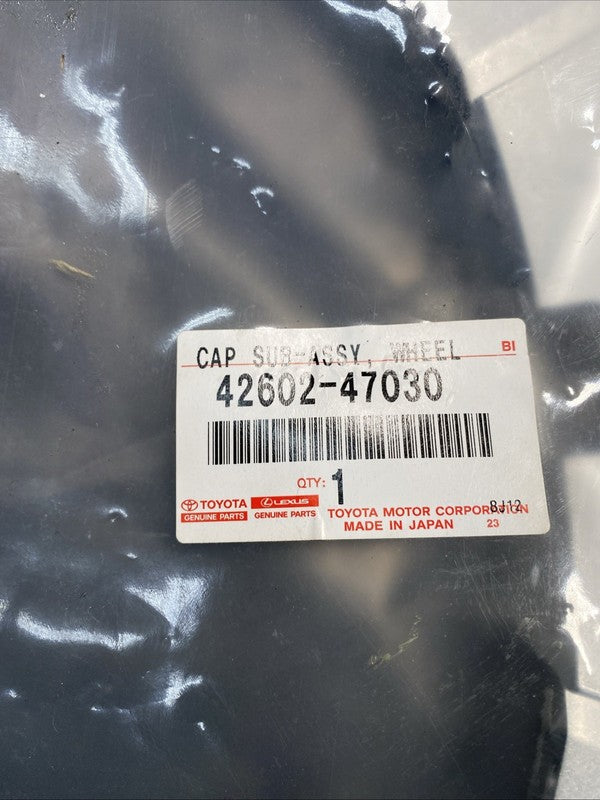 CAP SUB-ASSY, WHEEL BI
42602-47030
QTY: 1
TOYOTA LEXUS
GENUINE PARTS GENUINE PARTS
TOYOTA MOTOR CORPORATION 8J12
MADE IN JAPAN 23